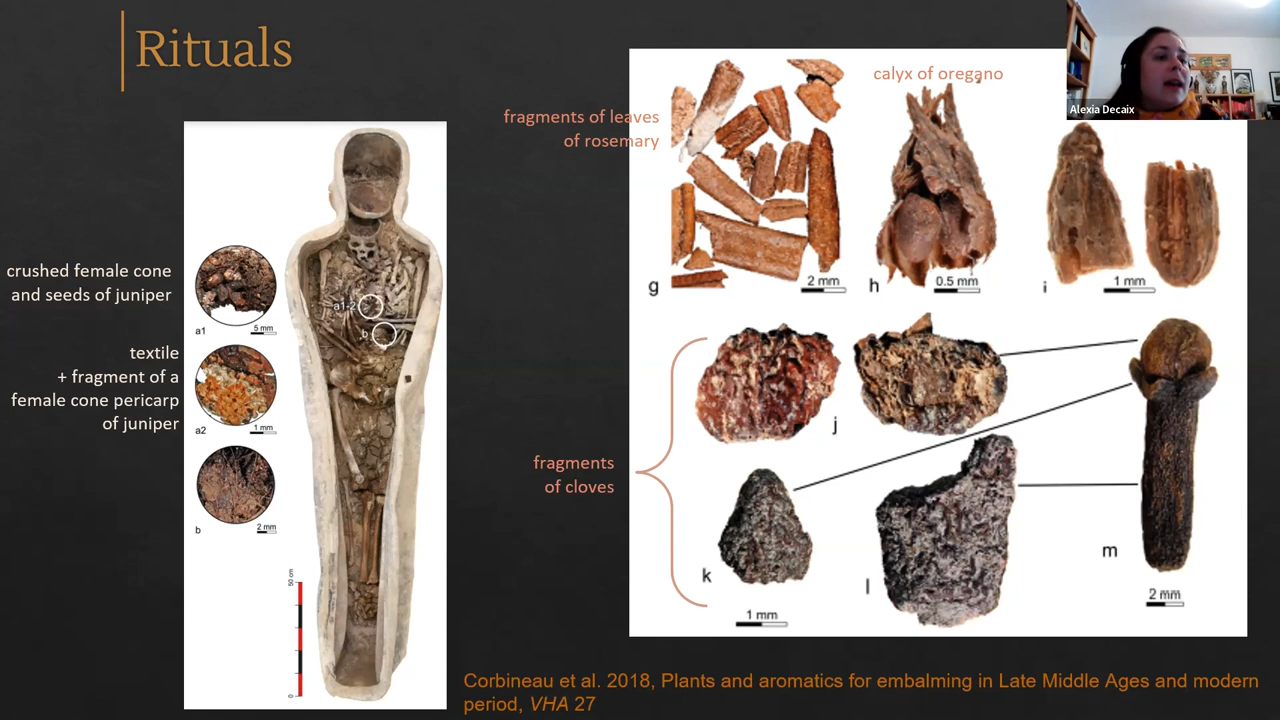 Rituals
Alexia Decaix
crushed female cone
and seeds of juniper
textile
+ fragment of a
female cone pericarp
of juniper
a1
5 mm
a2
1 mm
b
2 mm
a1-2
b
50 cm
0
fragments of leaves
of rosemary
calyx of oregano
g
2 mm
h
0.5 mm
i
1 mm
fragments
of cloves
j
k
1 mm
l
m
2 mm
Corbineau et al. 2018, Plants and aromatics for embalming in Late Middle Ages and modern
period, VHA 27